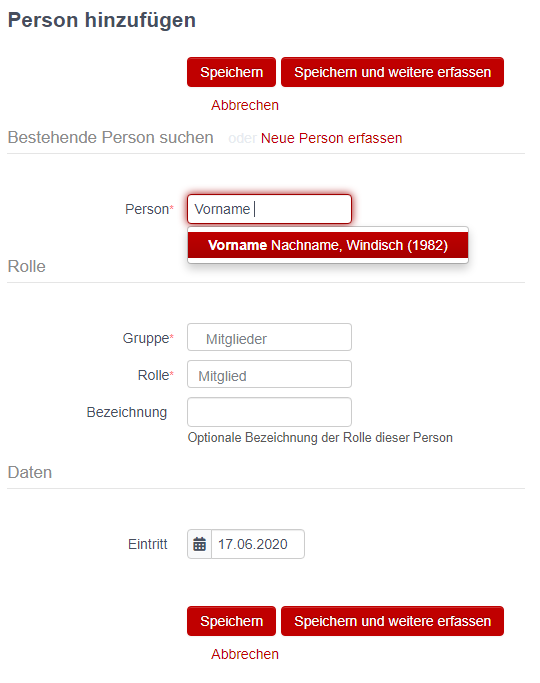 Person hinzufügen
Speichern Speichern und weitere erfassen
Abbrechen
Bestehende Person suchen oder Neue Person erfassen
Person* Vorname
Vorname Nachname, Windisch (1982)
Rolle
Gruppe* Mitglieder
Rolle* Mitglied
Bezeichnung
Optionale Bezeichnung der Rolle dieser Person
Daten
Eintritt 17.06.2020
Speichern Speichern und weitere erfassen
Abbrechen